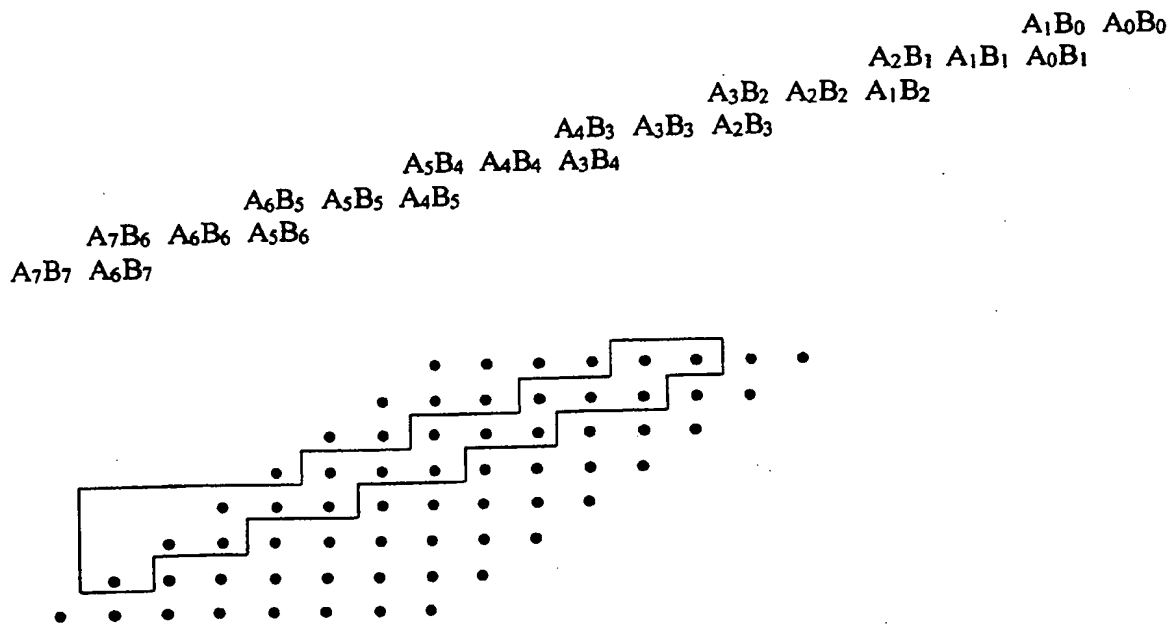 A₁B₀ A₀B₀
A₂B₁ A₁B₁ A₀B₁
A₃B₂ A₂B₂ A₁B₂
A₄B₃ A₃B₃ A₂B₃
A₅B₄ A₄B₄ A₃B₄
A₆B₅ A₅B₅ A₄B₅
A₇B₆ A₆B₆ A₅B₆
A₇B₇ A₆B₇